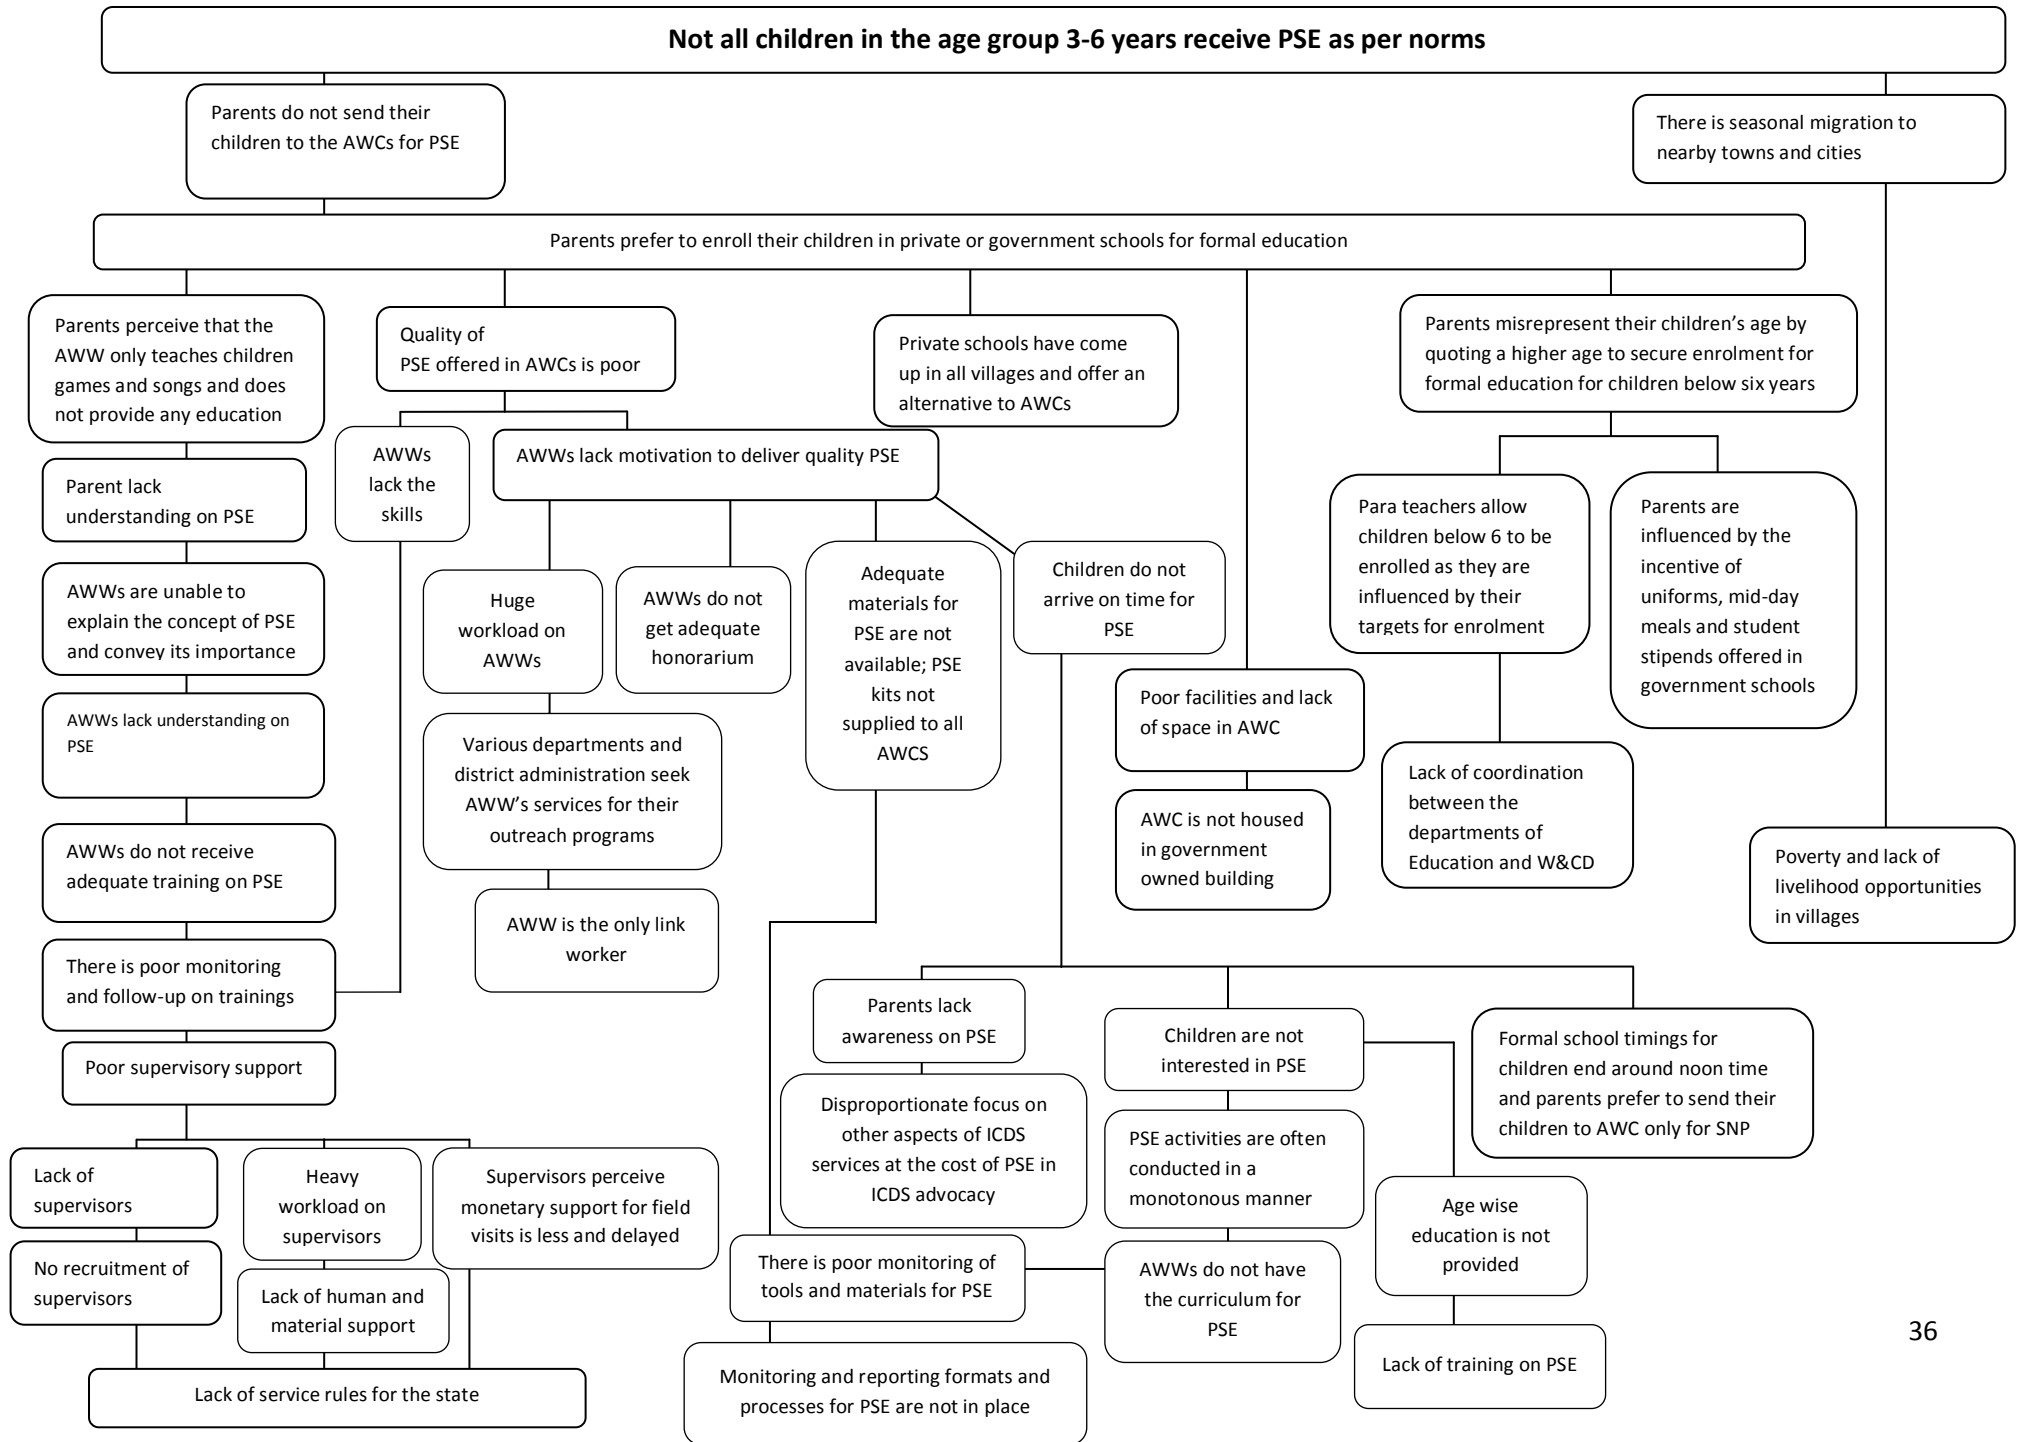 Not all children in the age group 3-6 years receive PSE as per norms
Parents do not send their
children to the AWCs for PSE
There is seasonal migration to
nearby towns and cities
Parents prefer to enroll their children in private or government schools for formal education
Parents perceive that the
AWW only teaches children
games and songs and does
not provide any education
Quality of
PSE offered in AWCs is poor
Private schools have come
up in all villages and offer an
alternative to AWCs
Parents misrepresent their children’s age by
quoting a higher age to secure enrolment for
formal education for children below six years
Parent lack
understanding on PSE
AWWs
lack the
skills
AWWs lack motivation to deliver quality PSE
Para teachers allow
children below 6 to be
enrolled as they are
influenced by their
targets for enrolment
Parents are
influenced by the
incentive of
uniforms, mid-day
meals and student
stipends offered in
government schools
AWWs are unable to
explain the concept of PSE
and convey its importance
Huge
workload on
AWWs
AWWs do not
get adequate
honorarium
Adequate
materials for
PSE are not
available; PSE
kits not
supplied to all
AWCS
Children do not
arrive on time for
PSE
Poor facilities and lack
of space in AWC
AWWs lack understanding on
PSE
Various departments and
district administration seek
AWW’s services for their
outreach programs
Lack of coordination
between the
departments of
Education and W&CD
AWC is not housed
in government
owned building
Poverty and lack of
livelihood opportunities
in villages
AWWs do not receive
adequate training on PSE
AWW is the only link
worker
There is poor monitoring
and follow-up on trainings
Parents lack
awareness on PSE
Children are not
interested in PSE
Formal school timings for
children end around noon time
and parents prefer to send their
children to AWC only for SNP
Poor supervisory support
Disproportionate focus on
other aspects of ICDS
services at the cost of PSE in
ICDS advocacy
PSE activities are often
conducted in a
monotonous manner
Lack of
supervisors
Heavy
workload on
supervisors
Supervisors perceive
monetary support for field
visits is less and delayed
Age wise
education is not
provided
No recruitment of
supervisors
Lack of human and
material support
There is poor monitoring of
tools and materials for PSE
AWWs do not have
the curriculum for
PSE
Lack of training on PSE
Lack of service rules for the state
Monitoring and reporting formats and
processes for PSE are not in place
36